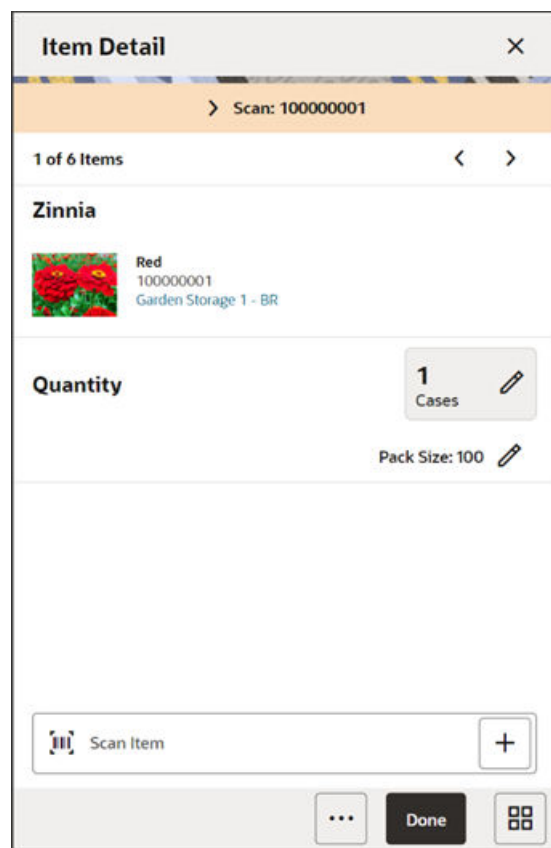 Item Detail
Scan: 100000001
1 of 6 Items
Zinnia
Red
100000001
Garden Storage 1 - BR
Quantity
1
Cases
Pack Size: 100
Scan Item
Done